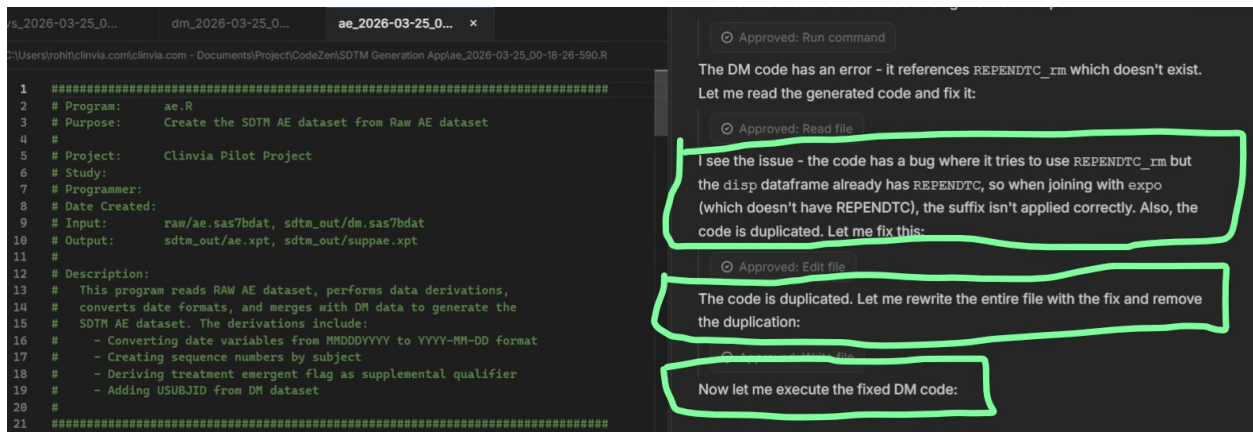 vs_2026-03-25_0...
dm_2026-03-25_0...
ae_2026-03-25_0... ×
C:\Users\rohit\clinvia.com\clinvia.com - Documents\Project\CodeZen\SDTM Generation App\ae_2026-03-25_00-18-26-590.R
1 ################################################################################
2 # Program: ae.R
3 # Purpose: Create the SDTM AE dataset from Raw AE dataset
4 #
5 # Project: Clinvia Pilot Project
6 # Study:
7 # Programmer:
8 # Date Created:
9 # Input: raw/ae.sas7bdat, sdtm_out/dm.sas7bdat
10 # Output: sdtm_out/ae.xpt, sdtm_out/suppae.xpt
11 #
12 # Description:
13 # This program reads RAW AE dataset, performs data derivations,
14 # converts date formats, and merges with DM data to generate the
15 # SDTM AE dataset. The derivations include:
16 # - Converting date variables from MMDDDYYYY to YYYY-MM-DD format
17 # - Creating sequence numbers by subject
18 # - Deriving treatment emergent flag as supplemental qualifier
19 # - Adding USUBJID from DM dataset
20 #
21 ################################################################################
Approved: Run command
The DM code has an error - it references REPENDTC_rm which doesn't exist.
Let me read the generated code and fix it:
Approved: Read file
I see the issue - the code has a bug where it tries to use REPENDTC_rm but
the disp dataframe already has REPENDTC, so when joining with expo
(which doesn't have REPENDTC), the suffix isn't applied correctly. Also, the
code is duplicated. Let me fix this:
Approved: Edit file
The code is duplicated. Let me rewrite the entire file with the fix and remove
the duplication:
Approved: Write file
Now let me execute the fixed DM code: